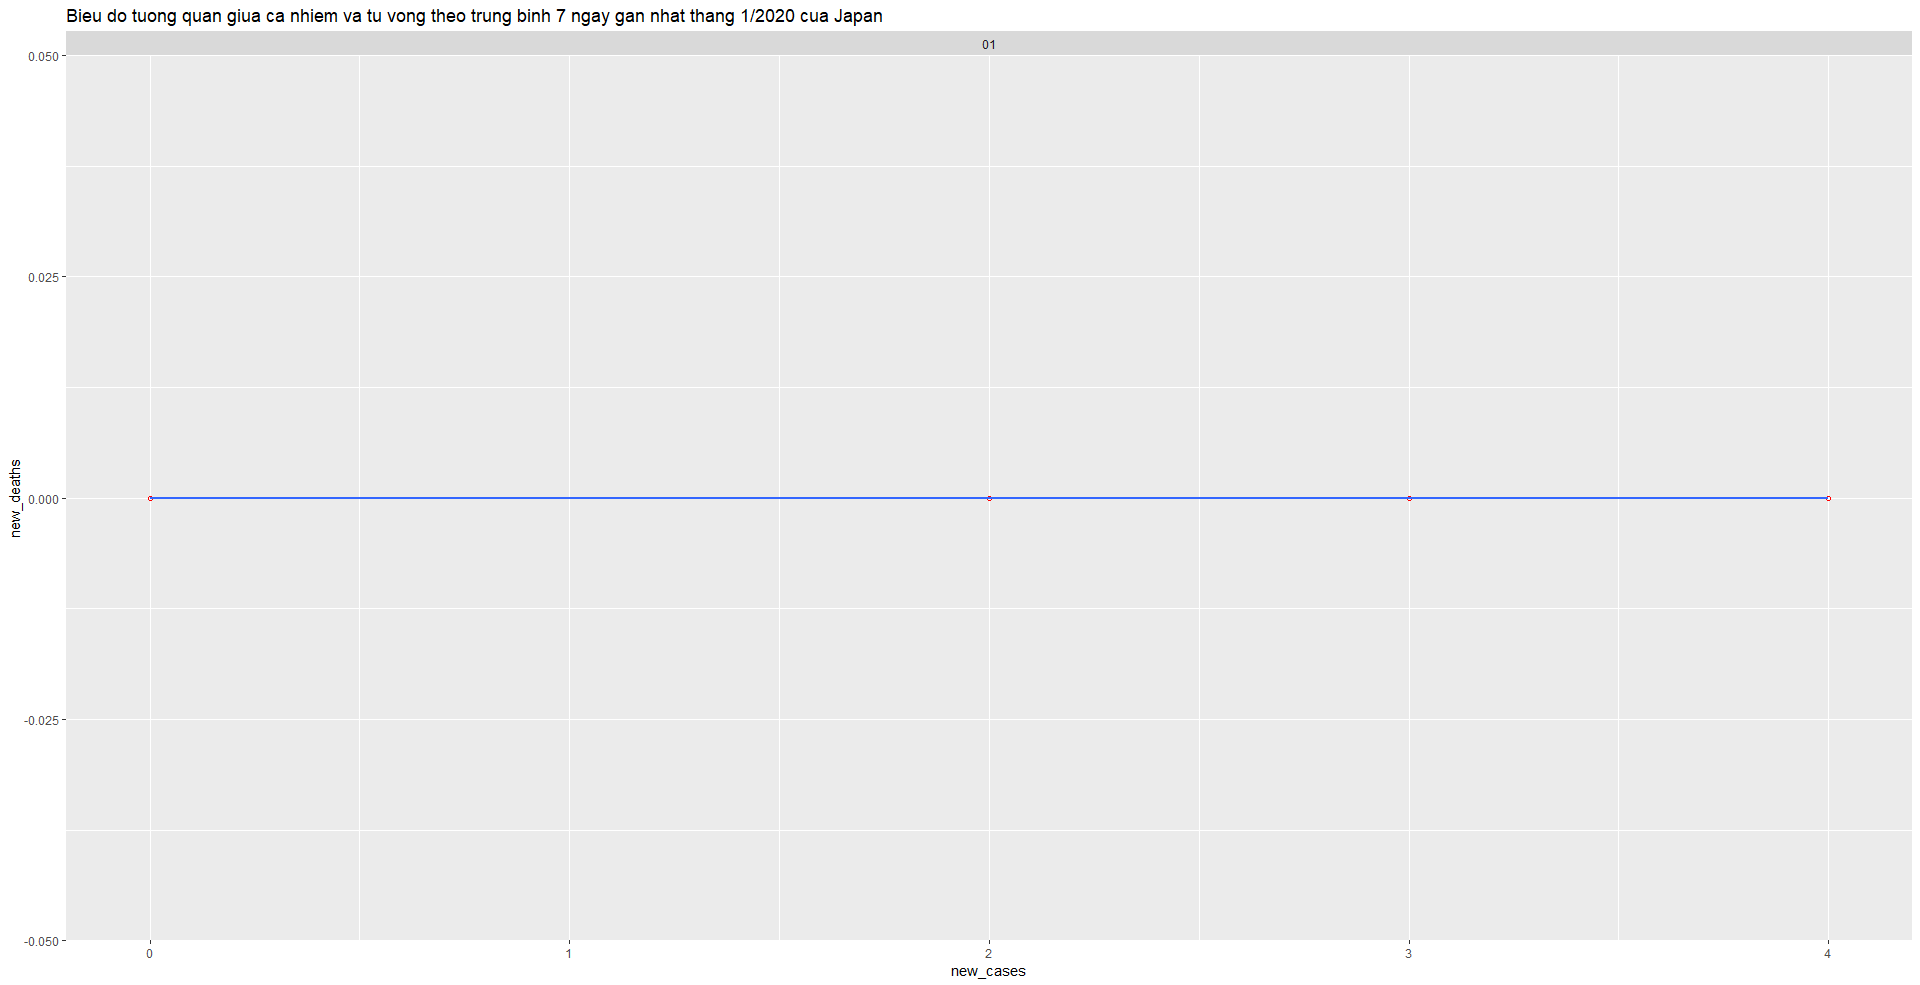 Bieu do tuong quan giua ca nhiem va tu vong theo trung binh 7 ngay gan nhat thang 1/2020 cua Japan
01
0.050
0.025
0.000
-0.025
-0.050
new_deaths
0 1 2 3 4
new_cases